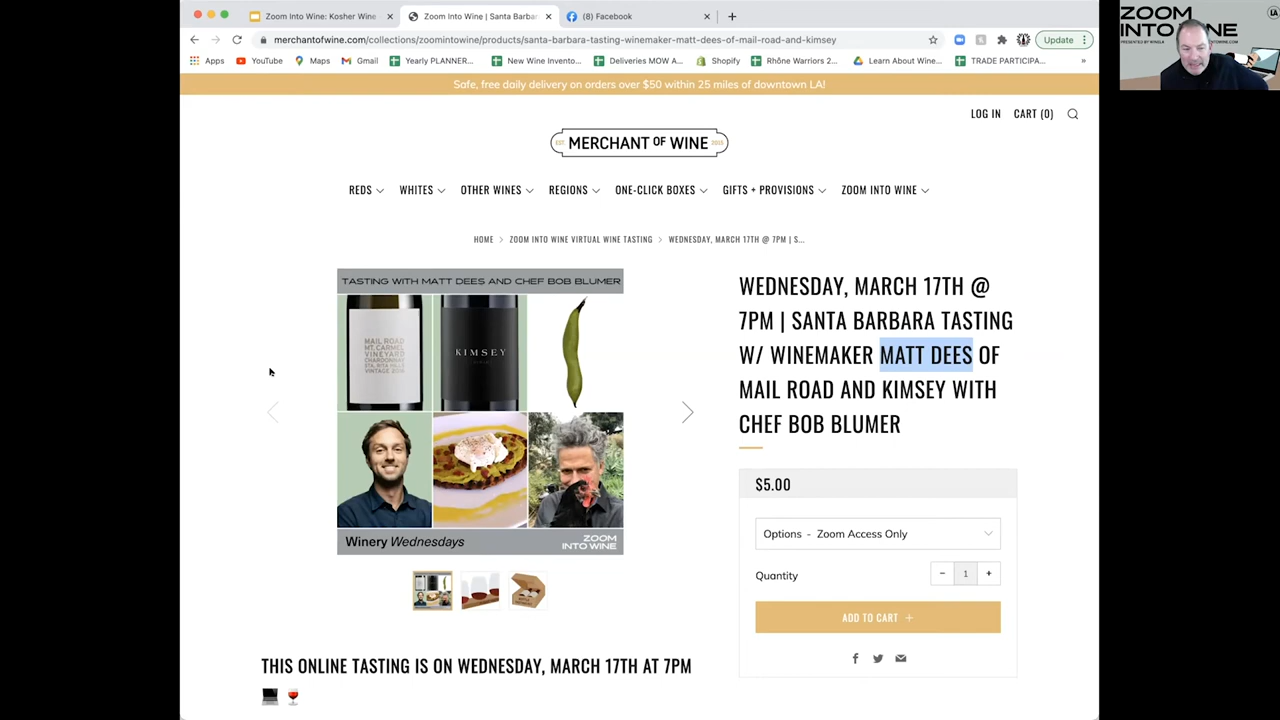 Zoom Into Wine: Kosher Wine
Zoom Into Wine | Santa Barbar
(8) Facebook
merchantofwine.com/collections/zoomintowine/products/santa-barbara-tasting-winemaker-matt-dees-of-mail-road-and-kimsey
Update
Apps
YouTube
Maps
Gmail
Yearly PLANNER...
New Wine Invento...
Deliveries MOW A...
Shopify
Rhône Warriors 2...
Learn About Wine...
TRADE PARTICIPA...
»
Safe, free daily delivery on orders over $50 within 25 miles of downtown LA!
LOG IN
CART (0)
MERCHANT OF WINE
REDS
WHITES
OTHER WINES
REGIONS
ONE-CLICK BOXES
GIFTS + PROVISIONS
ZOOM INTO WINE
HOME > ZOOM INTO WINE VIRTUAL WINE TASTING > WEDNESDAY, MARCH 17TH @ 7PM | S...
TASTING WITH MATT DEES AND CHEF BOB BLUMER
MAIL ROAD
MT. CARMEL
VINEYARD
CHARDONNAY
STA. RITA HILLS
KIMSEY
Winery Wednesdays
ZOOM
INTO WINE
WEDNESDAY, MARCH 17TH @
7PM | SANTA BARBARA TASTING
W/ WINEMAKER MATT DEES OF
MAIL ROAD AND KIMSEY WITH
CHEF BOB BLUMER
$5.00
Options - Zoom Access Only
Quantity
− 1 +
ADD TO CART +
THIS ONLINE TASTING IS ON WEDNESDAY, MARCH 17TH AT 7PM
ZOOM
INTO WINE